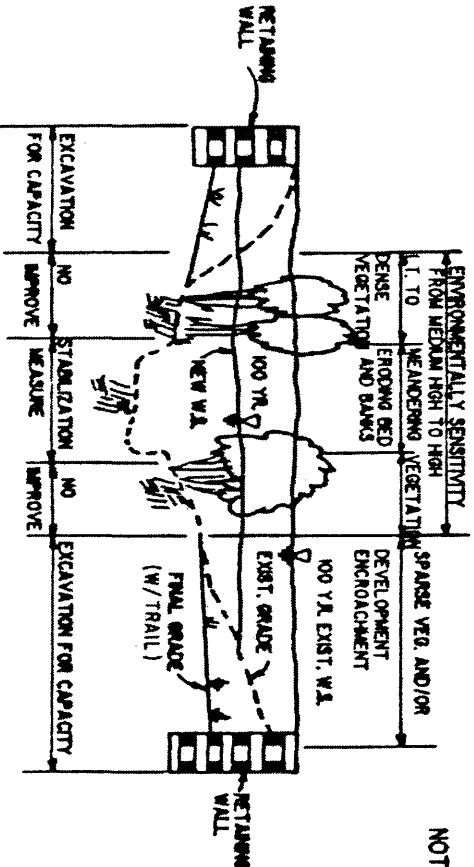 NOT
ENVIRONMENTALLY SENSITIVITY
FROM MEDIUM HIGH TO HIGH
LT. TO
DENSE
VEGETATION
MEANDERING
ERODING BED
AND BANKS
VEGETATION
SPARSE VEG. AND/OR
DEVELOPMENT
ENCROACHMENT
RETAINING
WALL
100 YR. EXIST. W.S.
100 YR.
NEW W.S.
EXIST. GRADE
FINAL GRADE
(W/TRAIL)
RETAINING
WALL
EXCAVATION
FOR CAPACITY
NO
IMPROVE
STABILIZATION
MEASURE
NO
IMPROVE
EXCAVATION FOR CAPACITY